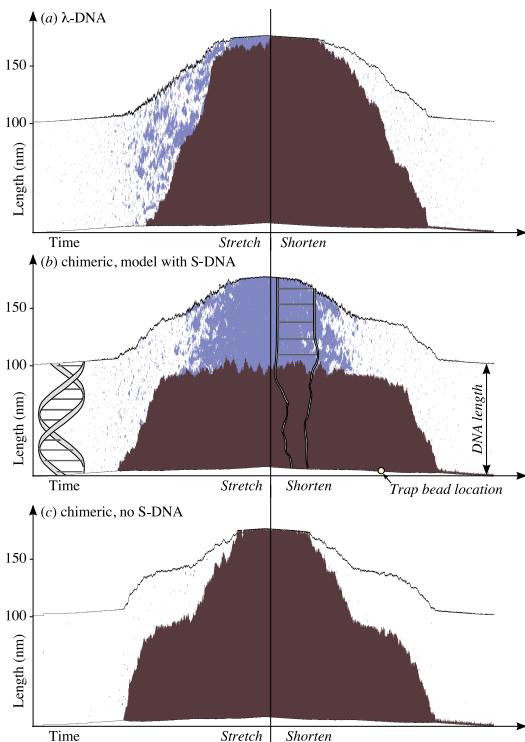 (a) λ-DNA
150
100
Length (nm)
Time
Stretch
Shorten
(b) chimeric, model with S-DNA
150
100
Length (nm)
DNA length
Time
Stretch
Shorten
Trap bead location
(c) chimeric, no S-DNA
150
100
Length (nm)
Time
Stretch
Shorten